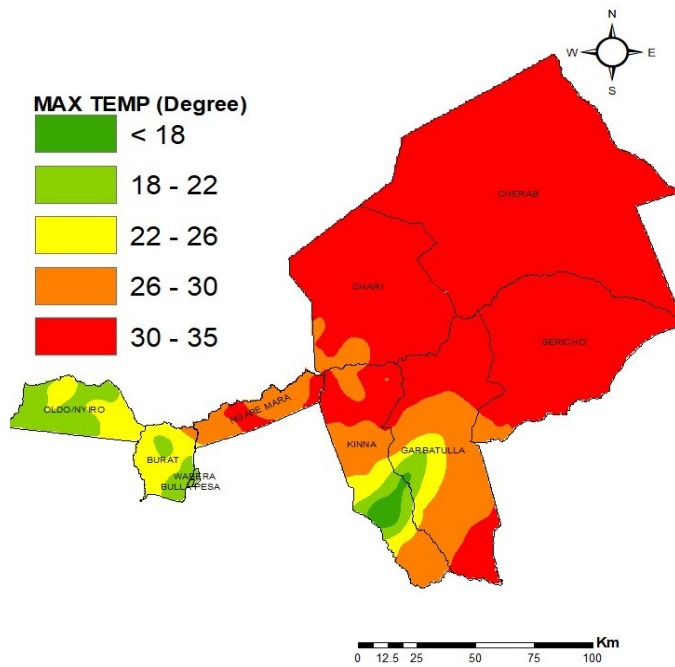 N
W E
S
MAX TEMP (Degree)
< 18
18 - 22
22 - 26
26 - 30
30 - 35
CHERAB
CHARI
SERICHO
OLDO/NYIRO
NGARE MARA
KINNA
GARBATULLA
BURAT
WABERA
BULLA PESA
Km
0 12.5 25 50 75 100